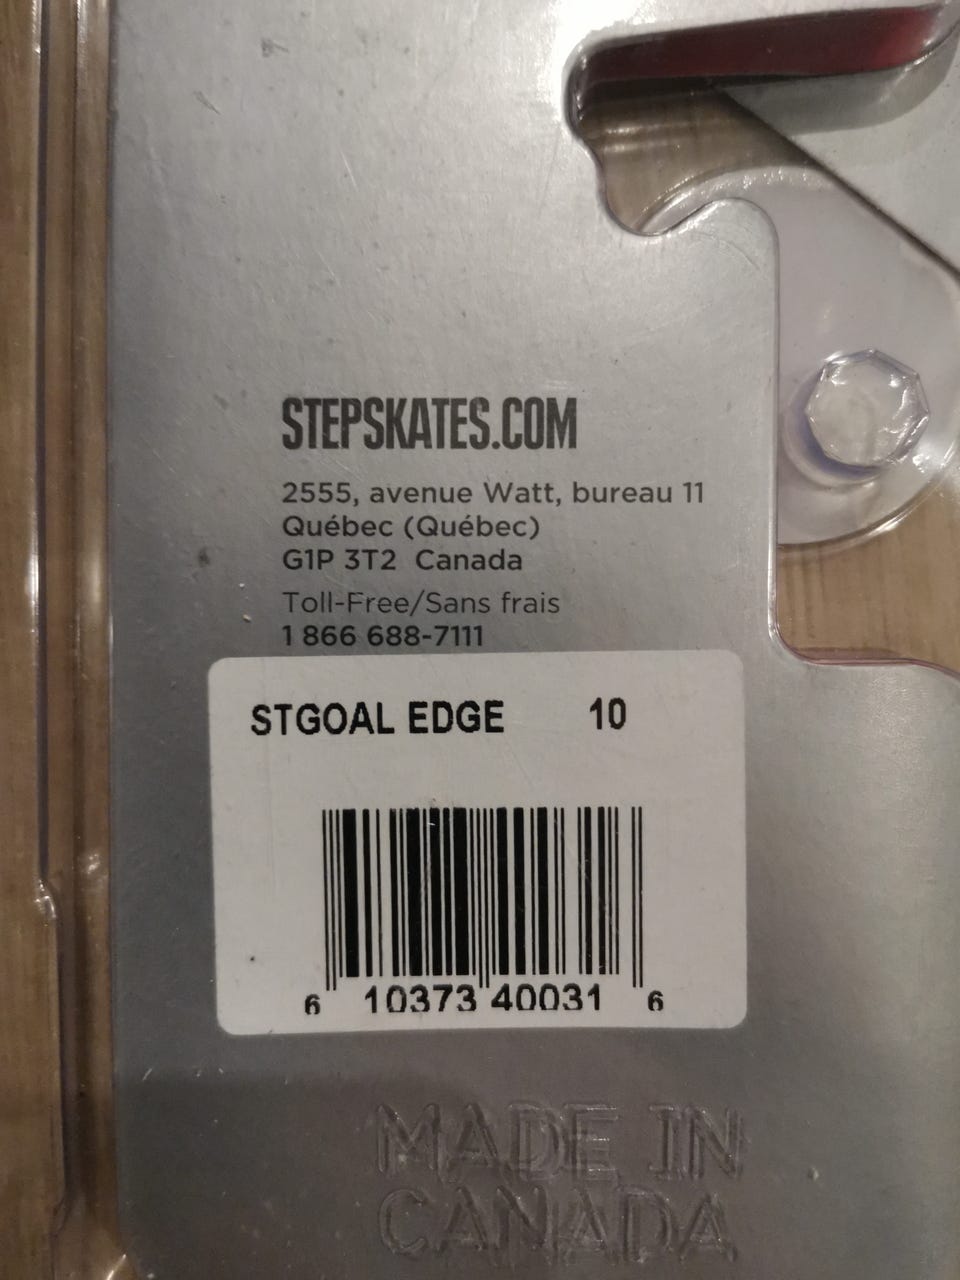 STEPSKATES.COM
2555, avenue Watt, bureau 11
Québec (Québec)
G1P 3T2 Canada
Toll-Free/Sans frais
1 866 688-7111
STGOAL EDGE 10
6 10373 40031 6
MADE IN
CANADA